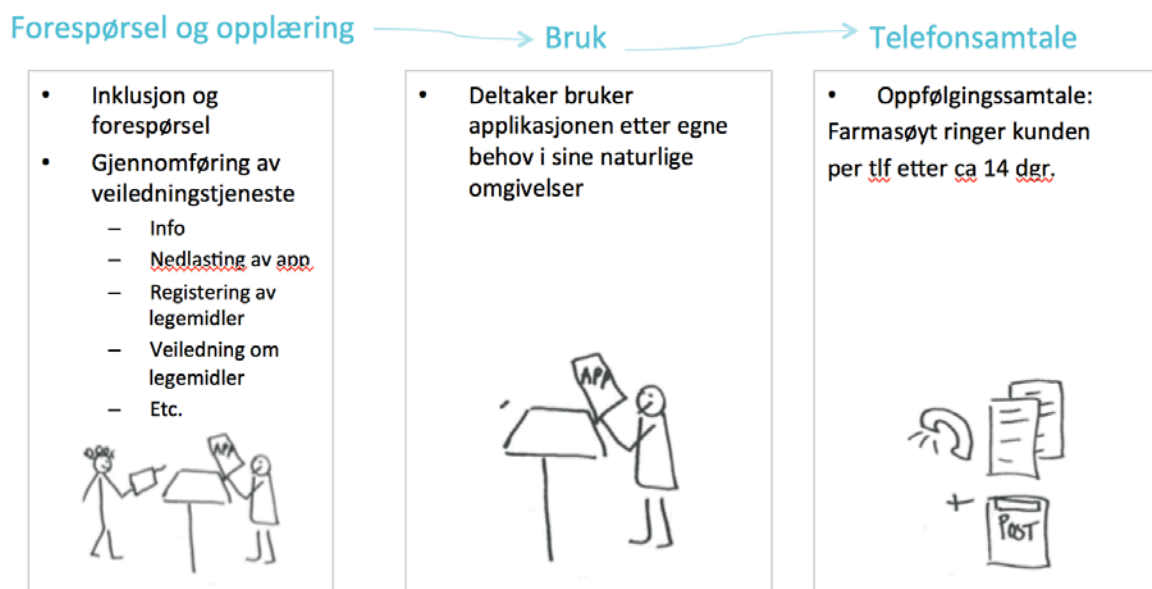 Forespørsel og opplæring
Bruk
Telefonsamtale
• Inklusjon og
forespørsel
• Gjennomføring av
veiledningstjeneste
– Info
– Nedlasting av app
– Registering av
legemidler
– Veiledning om
legemidler
– Etc.
APP
• Deltaker bruker
applikasjonen etter egne
behov i sine naturlige
omgivelser
APP
• Oppfølgingssamtale:
Farmasøyt ringer kunden
per tlf etter ca 14 dgr.
POST